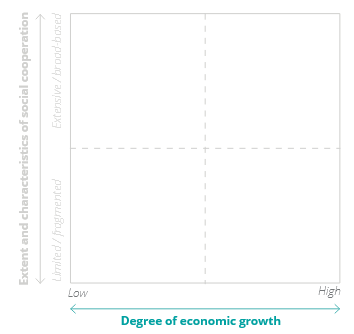 Extent and characteristics of social cooperation
Extensive / broad-based
Limited / fragmented
Low
High
Degree of economic growth